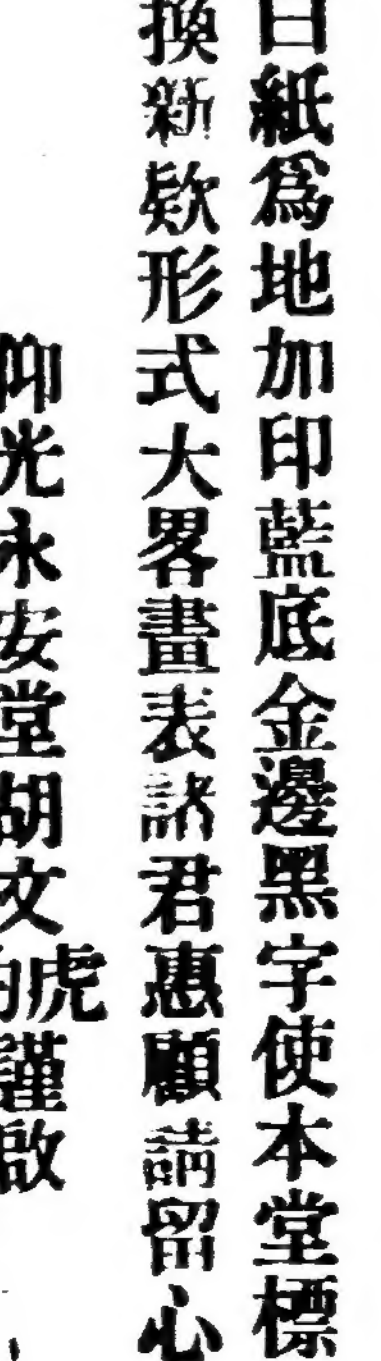 白紙爲地加印藍底金邊黑字使本堂標
換新欵形式大畧畫表諸君惠顧請留心
仰光永安堂胡文虎豹謹啟